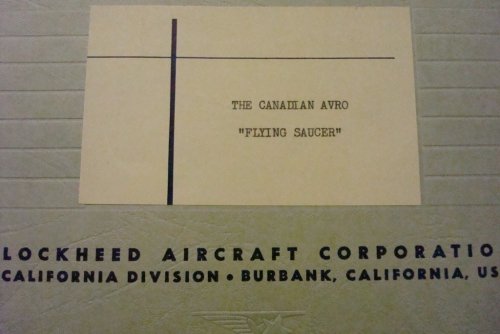 THE CANADIAN AVRO
"FLYING SAUCER"
LOCKHEED AIRCRAFT CORPORATIO
CALIFORNIA DIVISION • BURBANK, CALIFORNIA, US